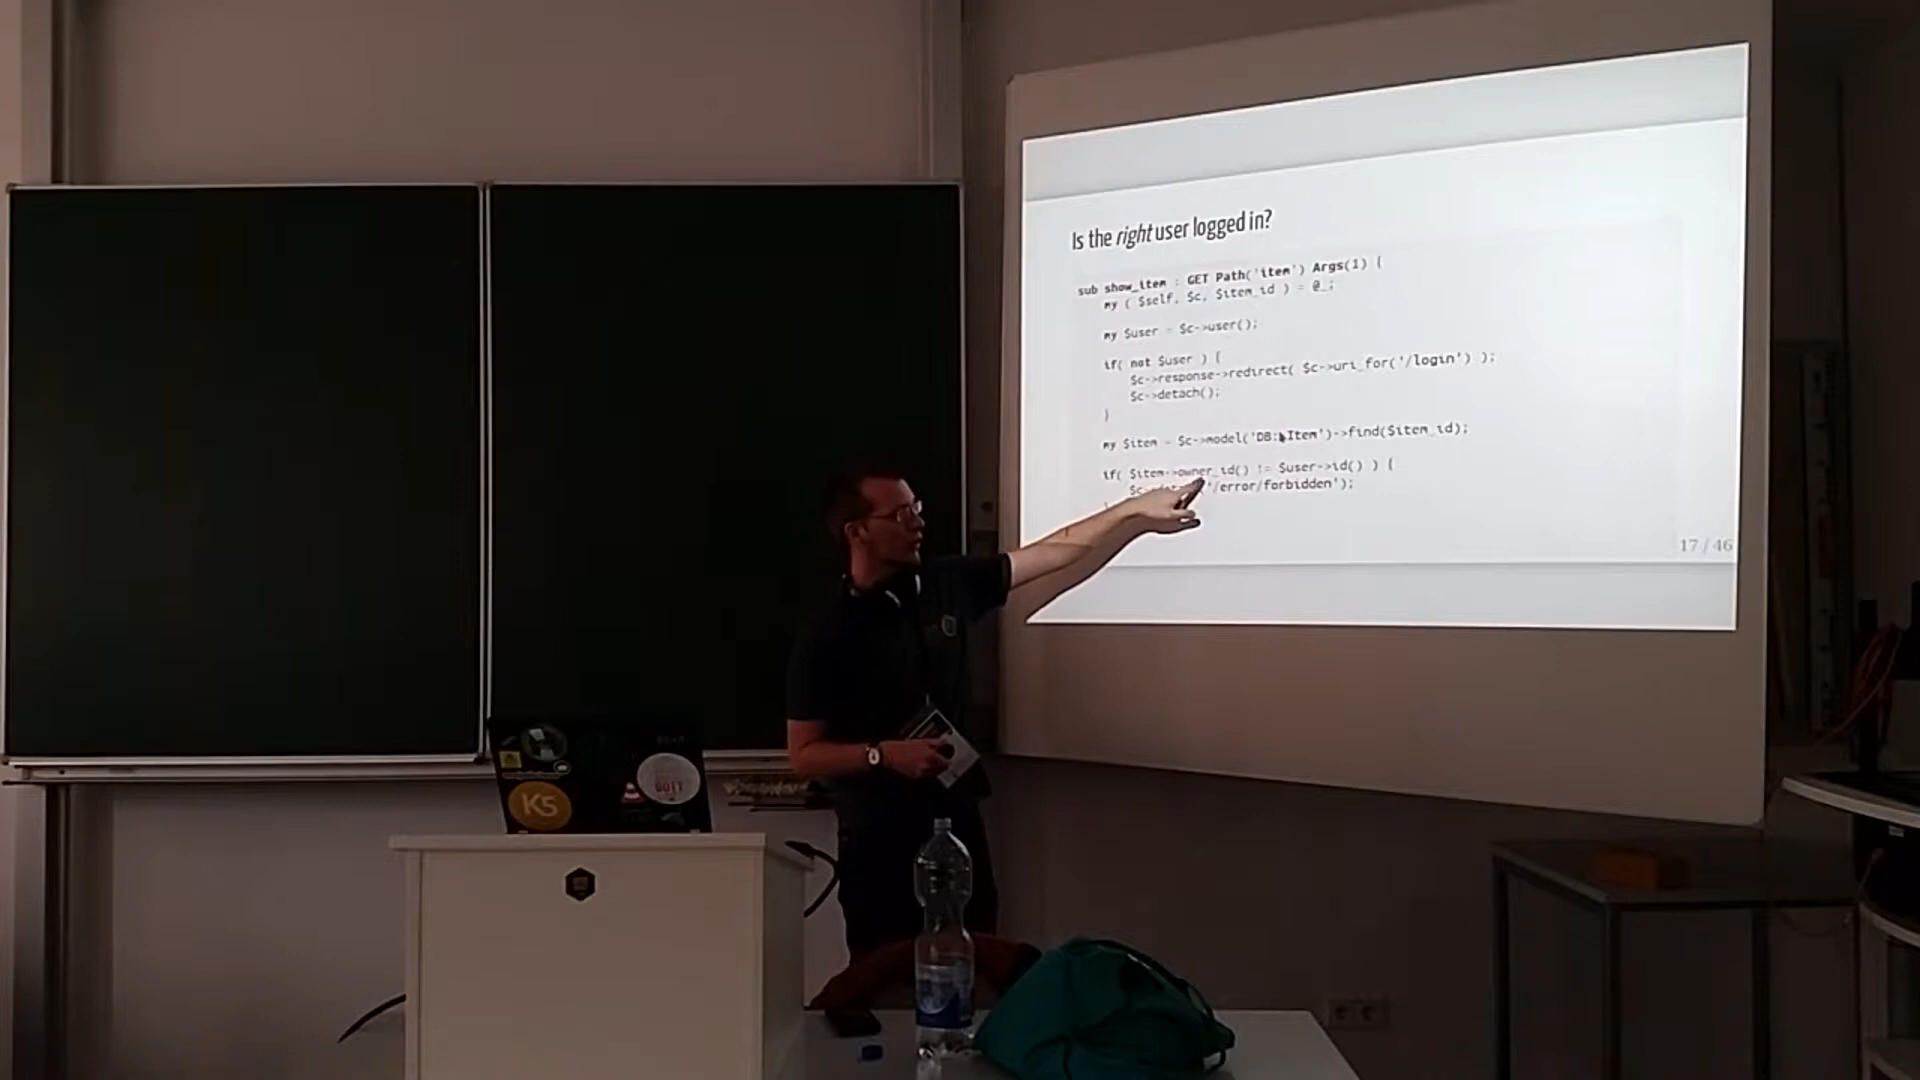 Is the right user logged in?
sub show_item : GET Path('item') Args(1) {
my ( $self, $c, $item_id ) = @_;
my $user = $c->user();
if( not $user ) {
$c->response->redirect( $c->uri_for('/login') );
$c->detach();
}
my $item = $c->model('DB::Item')->find($item_id);
if( $item->owner_id() != $user->id() ) {
'/error/forbidden');
17 / 46
K5